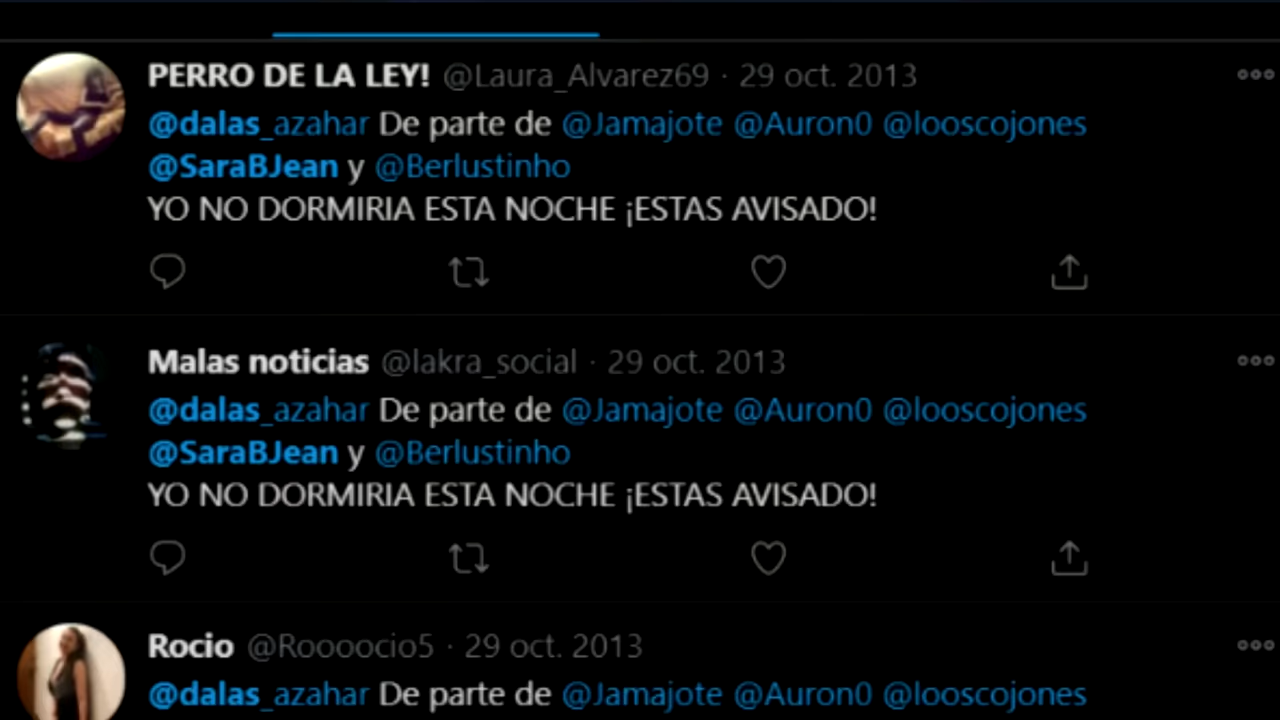 PERRO DE LA LEY! @Laura_Alvarez69 · 29 oct. 2013
@dalas_azahar De parte de @Jamajote @Auron0 @looscojones
@SaraBJean y @Berlustinho
YO NO DORMIRIA ESTA NOCHE ¡ESTAS AVISADO!
Malas noticias @lakra_social · 29 oct. 2013
@dalas_azahar De parte de @Jamajote @Auron0 @looscojones
@SaraBJean y @Berlustinho
YO NO DORMIRIA ESTA NOCHE ¡ESTAS AVISADO!
Rocio @Roooocio5 · 29 oct. 2013
@dalas_azahar De parte de @Jamajote @Auron0 @looscojones